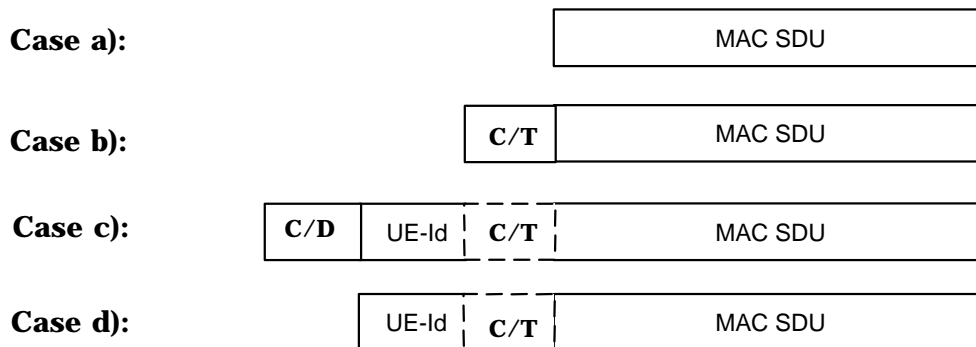 Case a): MAC SDU
Case b): C/T MAC SDU
Case c): C/D UE-Id C/T MAC SDU
Case d): UE-Id C/T MAC SDU